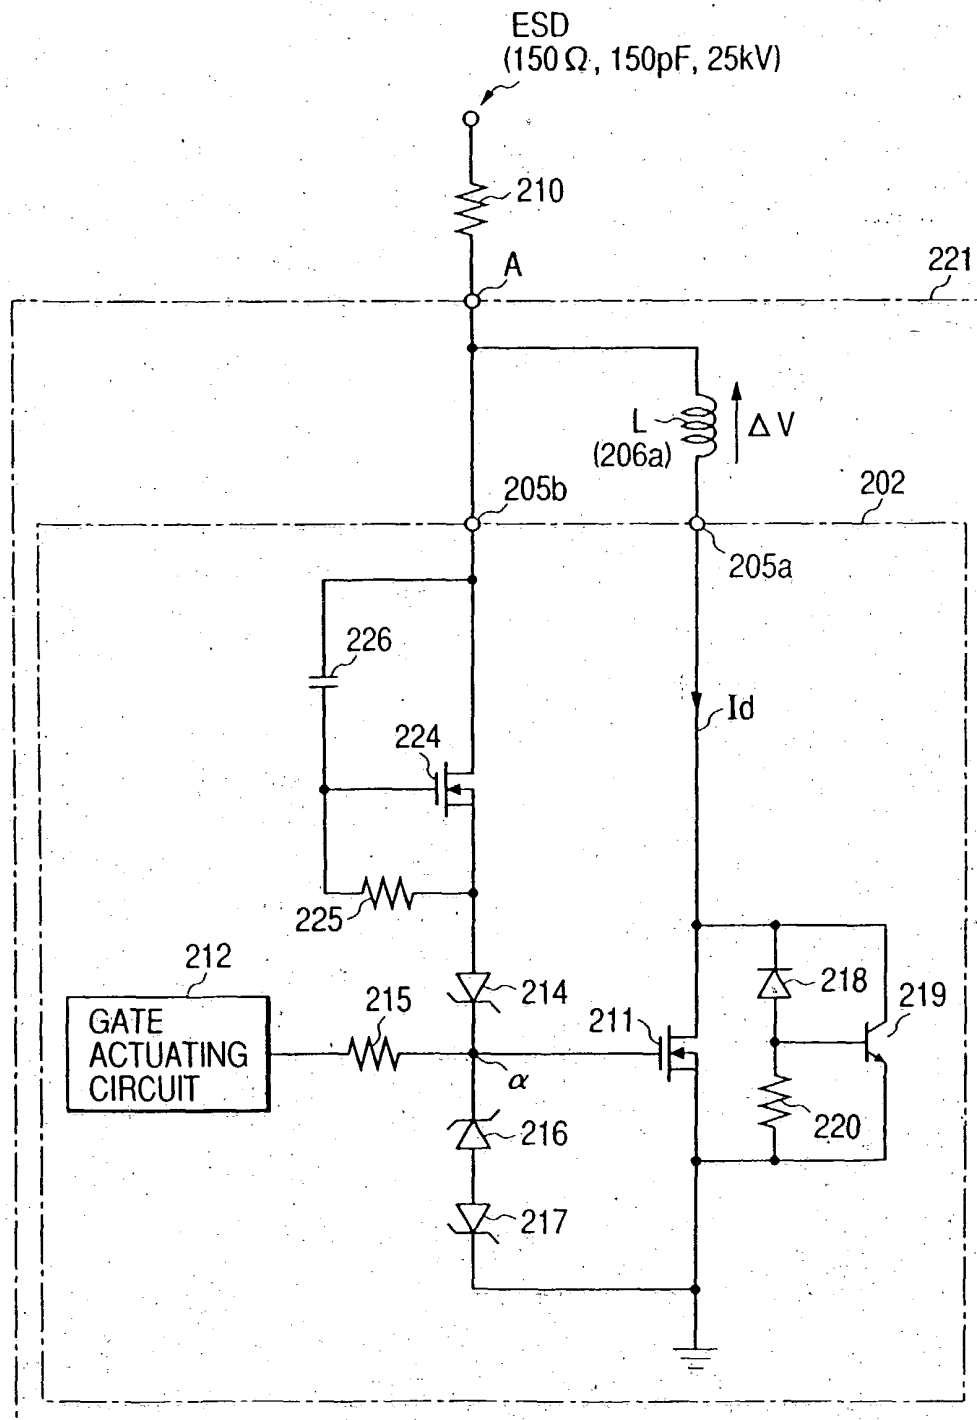 ESD
(150Ω, 150pF, 25kV)
210
A
221
L
(206a)
ΔV
205b
202
205a
226
Id
224
225
212
214
215
218
219
GATE
ACTUATING
CIRCUIT
211
α
216
220
217